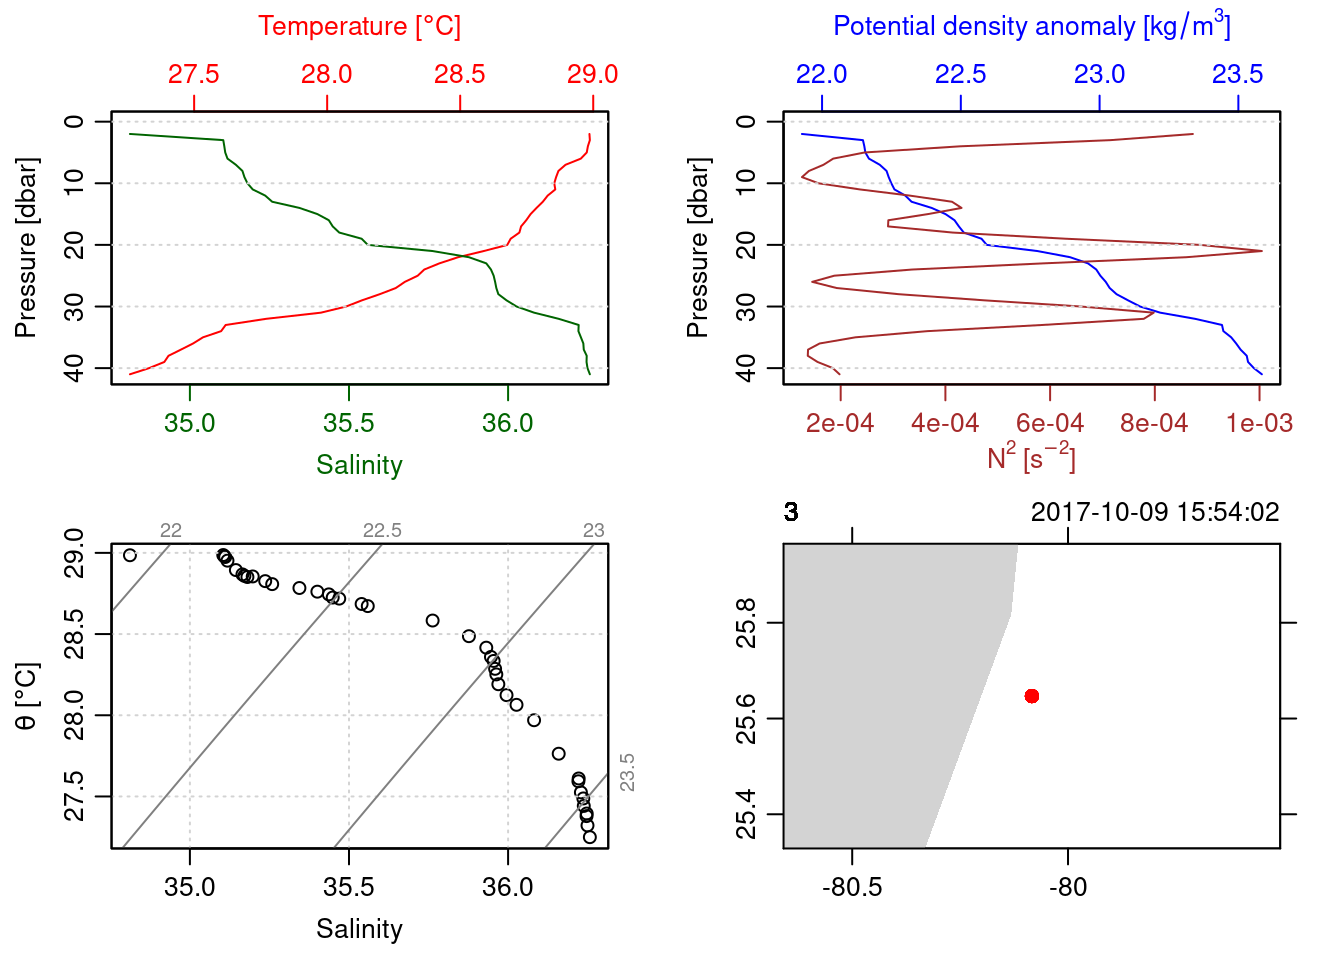 Temperature [°C]
27.5 28.0 28.5 29.0
Pressure [dbar]
0
10
20
30
40
35.0 35.5 36.0
Salinity
Potential density anomaly [kg/m³]
22.0 22.5 23.0 23.5
Pressure [dbar]
0
10
20
30
40
2e-04 4e-04 6e-04 8e-04 1e-03
N² [s⁻²]
22 22.5 23
θ [°C]
29.0
28.5
28.0
27.5
23.5
35.0 35.5 36.0
Salinity
3 2017-10-09 15:54:02
25.8
25.6
25.4
-80.5 -80